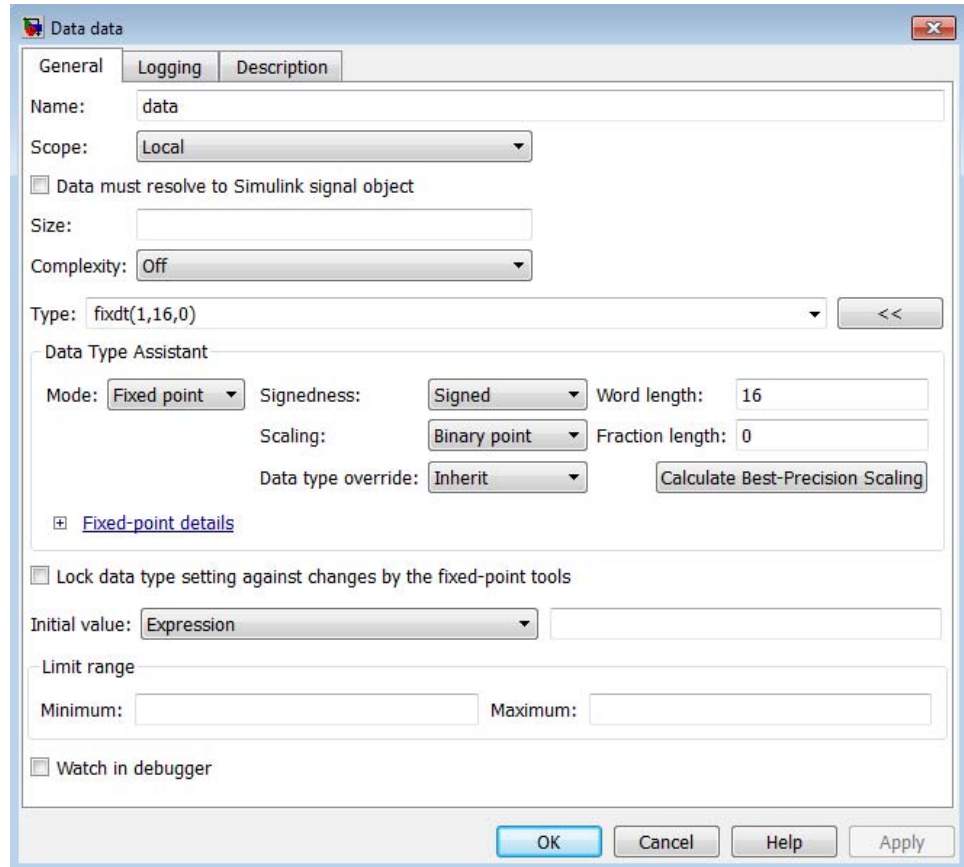 Data data
General Logging Description
Name: data
Scope: Local
Data must resolve to Simulink signal object
Size:
Complexity: Off
Type: fixdt(1,16,0) <<
Data Type Assistant
Mode: Fixed point Signedness: Signed Word length: 16
Scaling: Binary point Fraction length: 0
Data type override: Inherit Calculate Best-Precision Scaling
Fixed-point details
Lock data type setting against changes by the fixed-point tools
Initial value: Expression
Limit range
Minimum: Maximum:
Watch in debugger
OK Cancel Help Apply